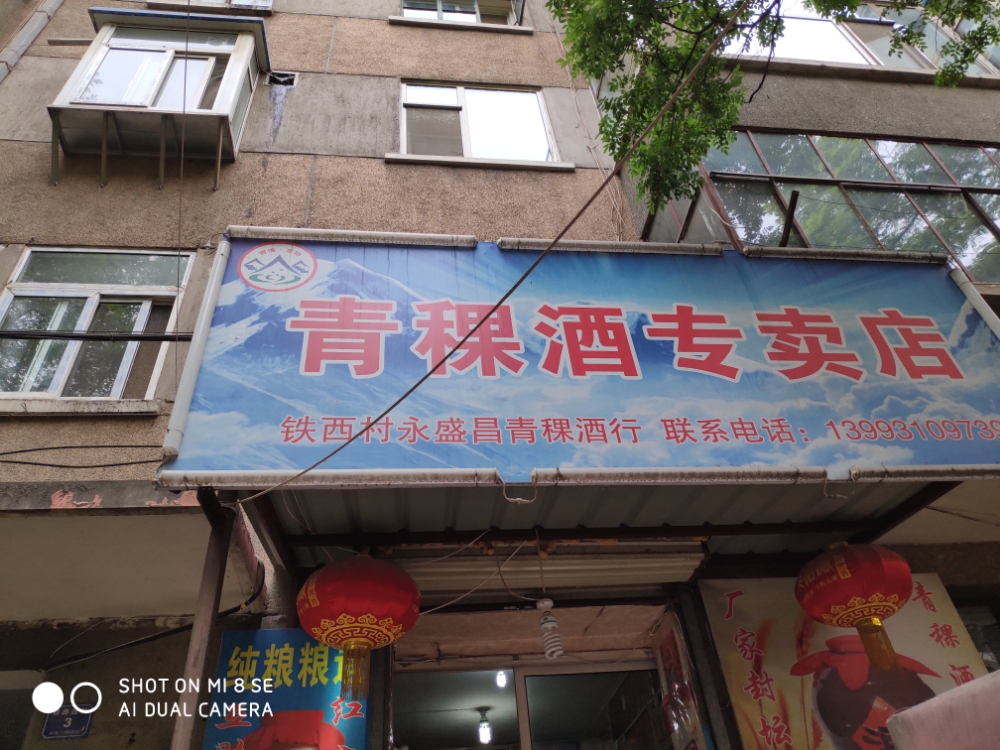 青稞酒专卖店
铁西村永盛昌青稞酒行 联系电话：1399310973
纯粮粮
红
厂家封坛
青稞酒
3
SHOT ON MI 8 SE
AI DUAL CAMERA